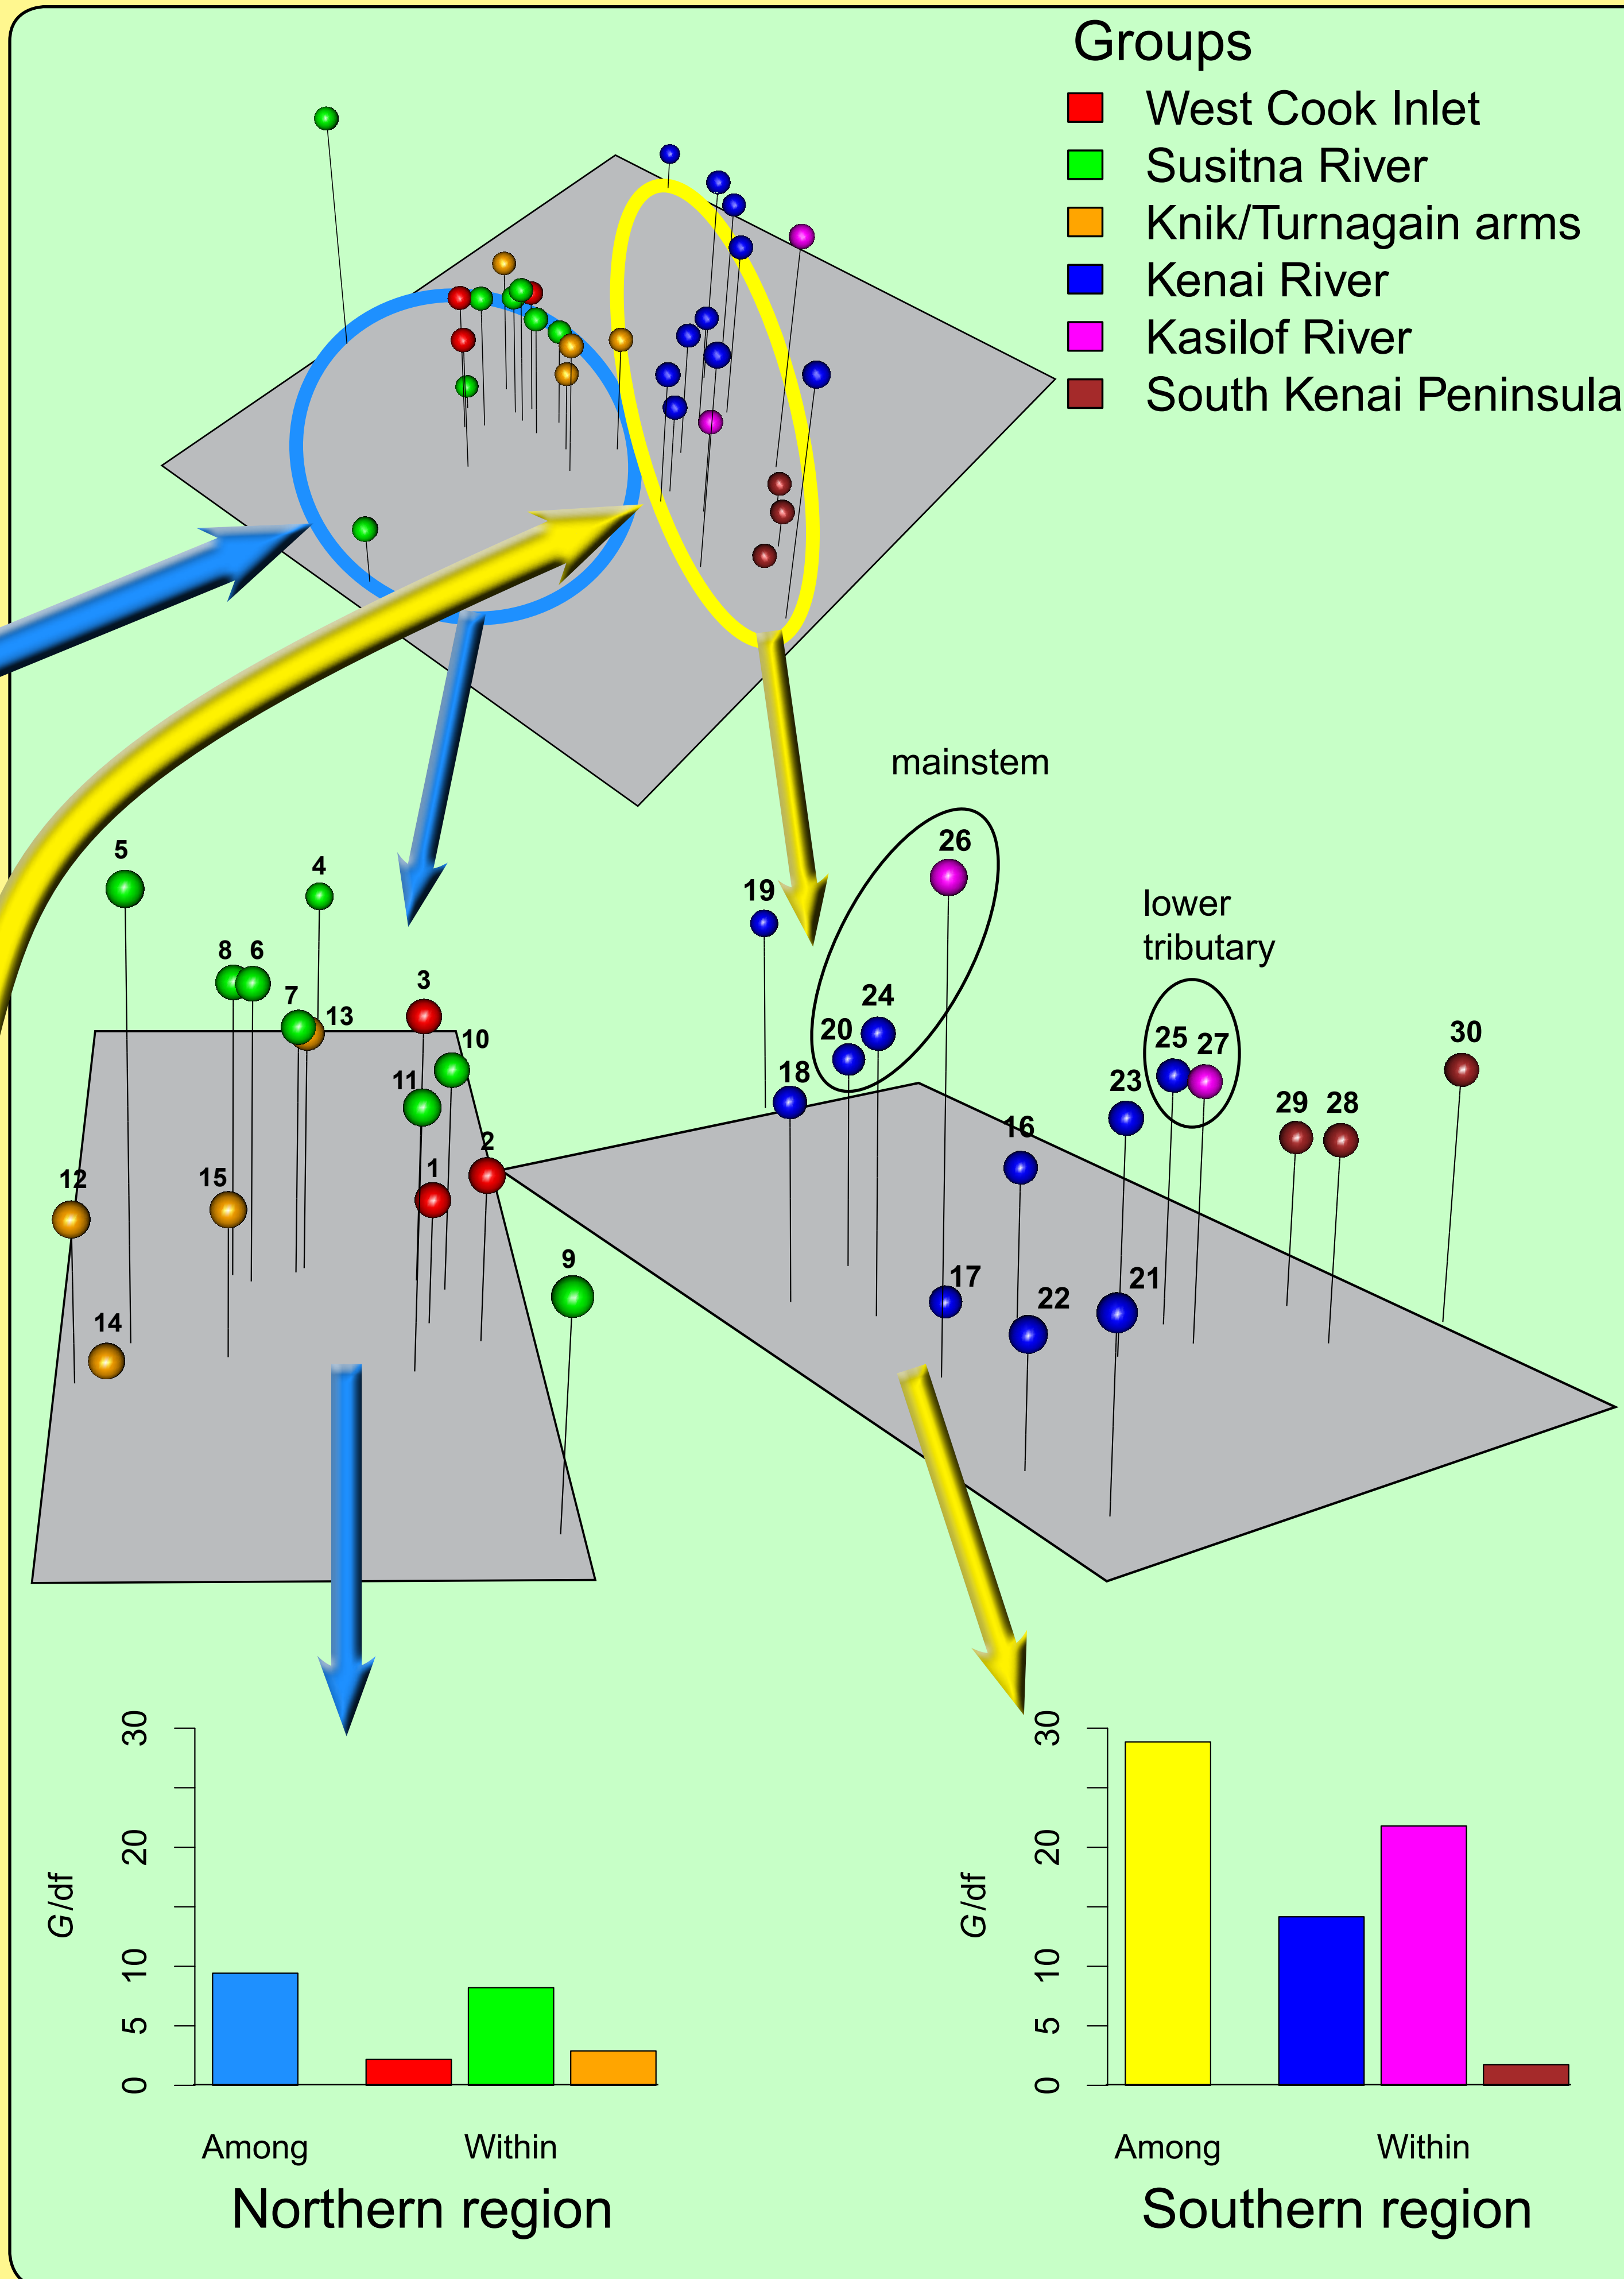 Groups
West Cook Inlet
Susitna River
Knik/Turnagain arms
Kenai River
Kasilof River
South Kenai Peninsula
mainstem
lower
tributary
5
4
8
6
7
13
3
10
11
2
1
12
15
9
14
19
26
24
20
18
16
23
25
27
29
28
30
17
22
21
30
20
10
5
0
G/df
Among
Within
Northern region
30
20
10
5
0
G/df
Among
Within
Southern region